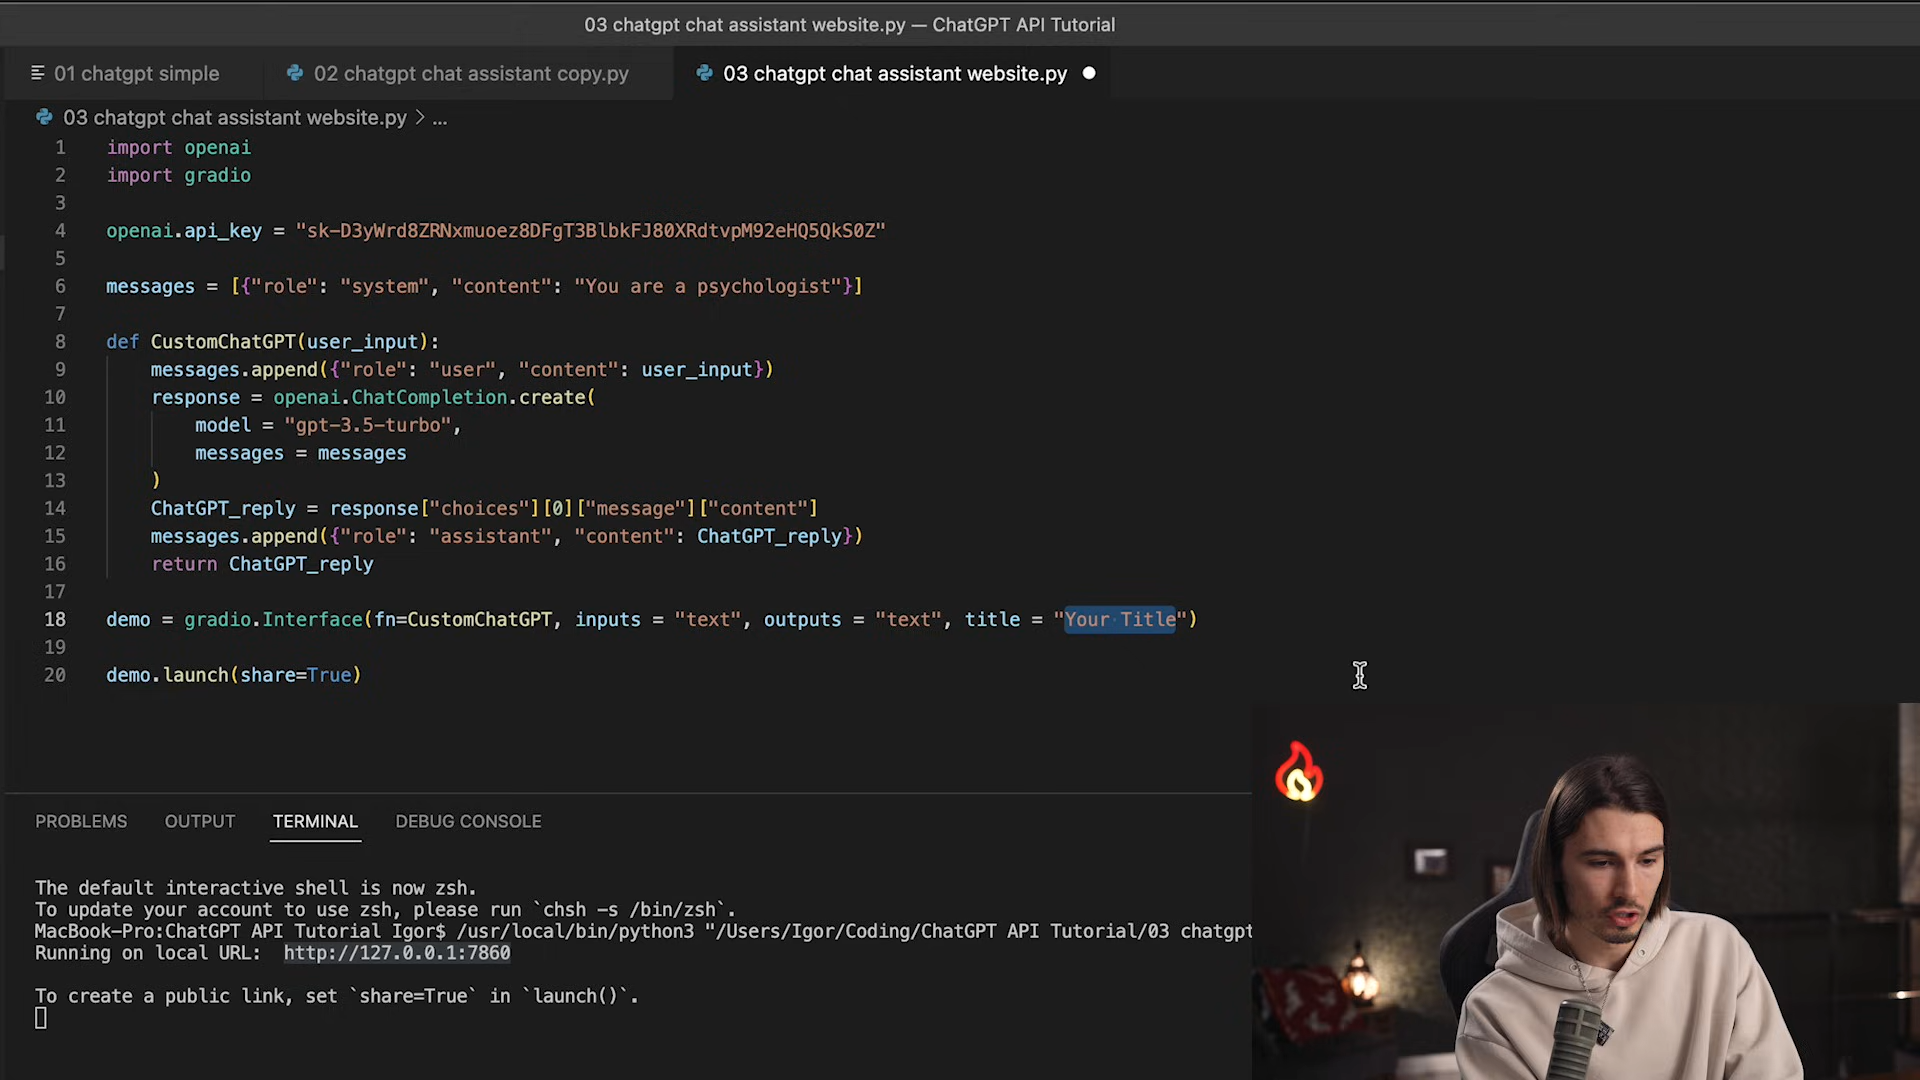 03 chatgpt chat assistant website.py — ChatGPT API Tutorial
01 chatgpt simple
02 chatgpt chat assistant copy.py
03 chatgpt chat assistant website.py
03 chatgpt chat assistant website.py > ...
1 import openai
2 import gradio
3
4 openai.api_key = "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"
5
6 messages = [{"role": "system", "content": "You are a psychologist"}]
7
8 def CustomChatGPT(user_input):
9     messages.append({"role": "user", "content": user_input})
10     response = openai.ChatCompletion.create(
11         model = "gpt-3.5-turbo",
12         messages = messages
13     )
14     ChatGPT_reply = response["choices"][0]["message"]["content"]
15     messages.append({"role": "assistant", "content": ChatGPT_reply})
16     return ChatGPT_reply
17
18 demo = gradio.Interface(fn=CustomChatGPT, inputs = "text", outputs = "text", title = "Your Title")
19
20 demo.launch(share=True)
PROBLEMS OUTPUT TERMINAL DEBUG CONSOLE
The default interactive shell is now zsh.
To update your account to use zsh, please run `chsh -s /bin/zsh`.
MacBook-Pro:ChatGPT API Tutorial Igor$ /usr/local/bin/python3 "/Users/Igor/Coding/ChatGPT API Tutorial/03 chatgpt
Running on local URL:  http://127.0.0.1:7860
To create a public link, set `share=True` in `launch()`.